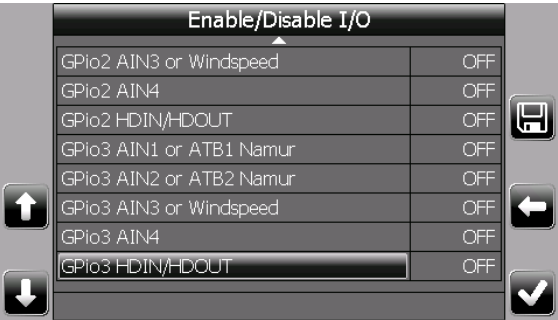 Enable/Disable I/O
GPio2 AIN3 or Windspeed OFF
GPio2 AIN4 OFF
GPio2 HDIN/HDOUT OFF
GPio3 AIN1 or ATB1 Namur OFF
GPio3 AIN2 or ATB2 Namur OFF
GPio3 AIN3 or Windspeed OFF
GPio3 AIN4 OFF
GPio3 HDIN/HDOUT OFF